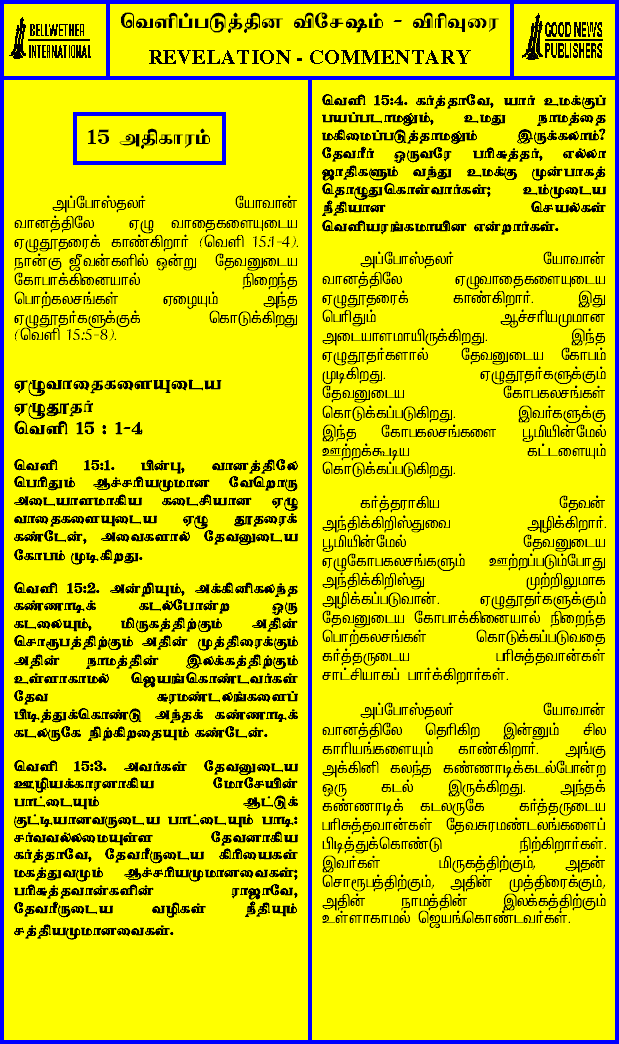 BELLWETHER
INTERNATIONAL
வெளிப்படுத்தின விசேஷம் - விரிவுரை
REVELATION - COMMENTARY
GOOD NEWS
PUBLISHERS
15 அதிகாரம்
அப்போஸ்தலர் யோவான்
வானத்திலே ஏழு வாதைகளையுடைய
ஏழுதூதரைக் காண்கிறார் (வெளி 15:1-4).
நான்கு ஜீவன்களில் ஒன்று தேவனுடைய
கோபாக்கினையால் நிறைந்த
பொற்கலசங்கள் ஏழையும் அந்த
ஏழுதூதர்களுக்குக் கொடுக்கிறது
(வெளி 15:5-8).
ஏழுவாதைகளையுடைய
ஏழுதூதர்
வெளி 15 : 1-4
வெளி 15:1. பின்பு, வானத்திலே
பெரிதும் ஆச்சரியமுமான வேறொரு
அடையாளமாகிய கடைசியான ஏழு
வாதைகளையுடைய ஏழு தூதரைக்
கண்டேன், அவைகளால் தேவனுடைய
கோபம் முடிகிறது.
வெளி 15:2. அன்றியும், அக்கினிகலந்த
கண்ணாடிக் கடல்போன்ற ஒரு
கடலையும், மிருகத்திற்கும் அதின்
சொரூபத்திற்கும் அதின் முத்திரைக்கும்
அதின் நாமத்தின் இலக்கத்திற்கும்
உள்ளாகாமல் ஜெயங்கொண்டவர்கள்
தேவ சுரமண்டலங்களைப்
பிடித்துக்கொண்டு அந்தக் கண்ணாடிக்
கடலருகே நிற்கிறதையும் கண்டேன்.
வெளி 15:3. அவர்கள் தேவனுடைய
ஊழியக்காரனாகிய மோசேயின்
பாட்டையும் ஆட்டுக்
குட்டியானவருடைய பாட்டையும் பாடி:
சர்வவல்லமையுள்ள தேவனாகிய
கர்த்தாவே, தேவரீருடைய கிரியைகள்
மகத்துவமும் ஆச்சரியமுமானவைகள்;
பரிசுத்தவான்களின் ராஜாவே,
தேவரீருடைய வழிகள் நீதியும்
சத்தியமுமானவைகள்.
வெளி 15:4. கர்த்தாவே, யார் உமக்குப்
பயப்படாமலும், உமது நாமத்தை
மகிமைப்படுத்தாமலும் இருக்கலாம்?
தேவரீர் ஒருவரே பரிசுத்தர், எல்லா
ஜாதிகளும் வந்து உமக்கு முன்பாகத்
தொழுதுகொள்வார்கள்; உம்முடைய
நீதியான செயல்கள்
வெளியரங்கமாயின என்றார்கள்.
அப்போஸ்தலர் யோவான்
வானத்திலே ஏழுவாதைகளையுடைய
ஏழுதூதரைக் காண்கிறார். இது
பெரிதும் ஆச்சரியமுமான
அடையாளமாயிருக்கிறது. இந்த
ஏழுதூதர்களால் தேவனுடைய கோபம்
முடிகிறது. ஏழுதூதர்களுக்கும்
தேவனுடைய கோபகலசங்கள்
கொடுக்கப்படுகிறது. இவர்களுக்கு
இந்த கோபகலசங்களை பூமியின்மேல்
ஊற்றக்கூடிய கட்டளையும்
கொடுக்கப்படுகிறது.
கர்த்தராகிய தேவன்
அந்திக்கிறிஸ்துவை அழிக்கிறார்.
பூமியின்மேல் தேவனுடைய
ஏழுகோபகலசங்களும் ஊற்றப்படும்போது
அந்திக்கிறிஸ்து முற்றிலுமாக
அழிக்கப்படுவான். ஏழுதூதர்களுக்கும்
தேவனுடைய கோபாக்கினையால் நிறைந்த
பொற்கலசங்கள் கொடுக்கப்படுவதை
கர்த்தருடைய பரிசுத்தவான்கள்
சாட்சியாகப் பார்க்கிறார்கள்.
அப்போஸ்தலர் யோவான்
வானத்திலே தெரிகிற இன்னும் சில
காரியங்களையும் காண்கிறார். அங்கு
அக்கினி கலந்த கண்ணாடிக்கடல்போன்ற
ஒரு கடல் இருக்கிறது. அந்தக்
கண்ணாடிக் கடலருகே கர்த்தருடைய
பரிசுத்தவான்கள் தேவசுரமண்டலங்களைப்
பிடித்துக்கொண்டு நிற்கிறார்கள்.
இவர்கள் மிருகத்திற்கும், அதன்
சொரூபத்திற்கும், அதின் முத்திரைக்கும்,
அதின் நாமத்தின் இலக்கத்திற்கும்
உள்ளாகாமல் ஜெயங்கொண்டவர்கள்.